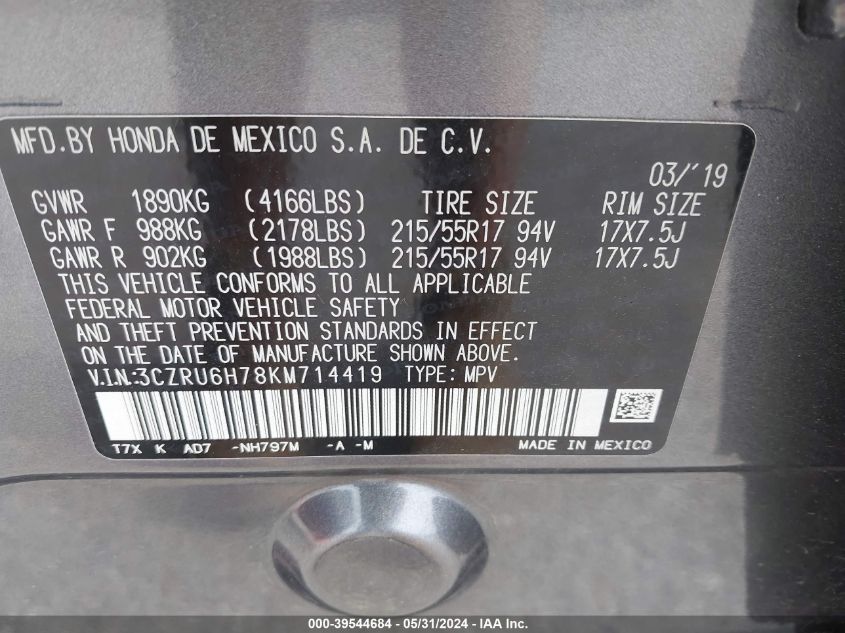 MFD.BY HONDA DE MEXICO S.A. DE C.V.
03/'19
GVWR 1890KG (4166LBS) TIRE SIZE RIM SIZE
GAWR F 988KG (2178LBS) 215/55R17 94V 17X7.5J
GAWR R 902KG (1988LBS) 215/55R17 94V 17X7.5J
THIS VEHICLE CONFORMS TO ALL APPLICABLE
FEDERAL MOTOR VEHICLE SAFETY
AND THEFT PREVENTION STANDARDS IN EFFECT
ON THE DATE OF MANUFACTURE SHOWN ABOVE.
V.I.N.:3CZRU6H78KM714419 TYPE: MPV
T7X K AD7 -NH797M -A -M MADE IN MEXICO
000-39544684 - 05/31/2024 - IAA Inc.